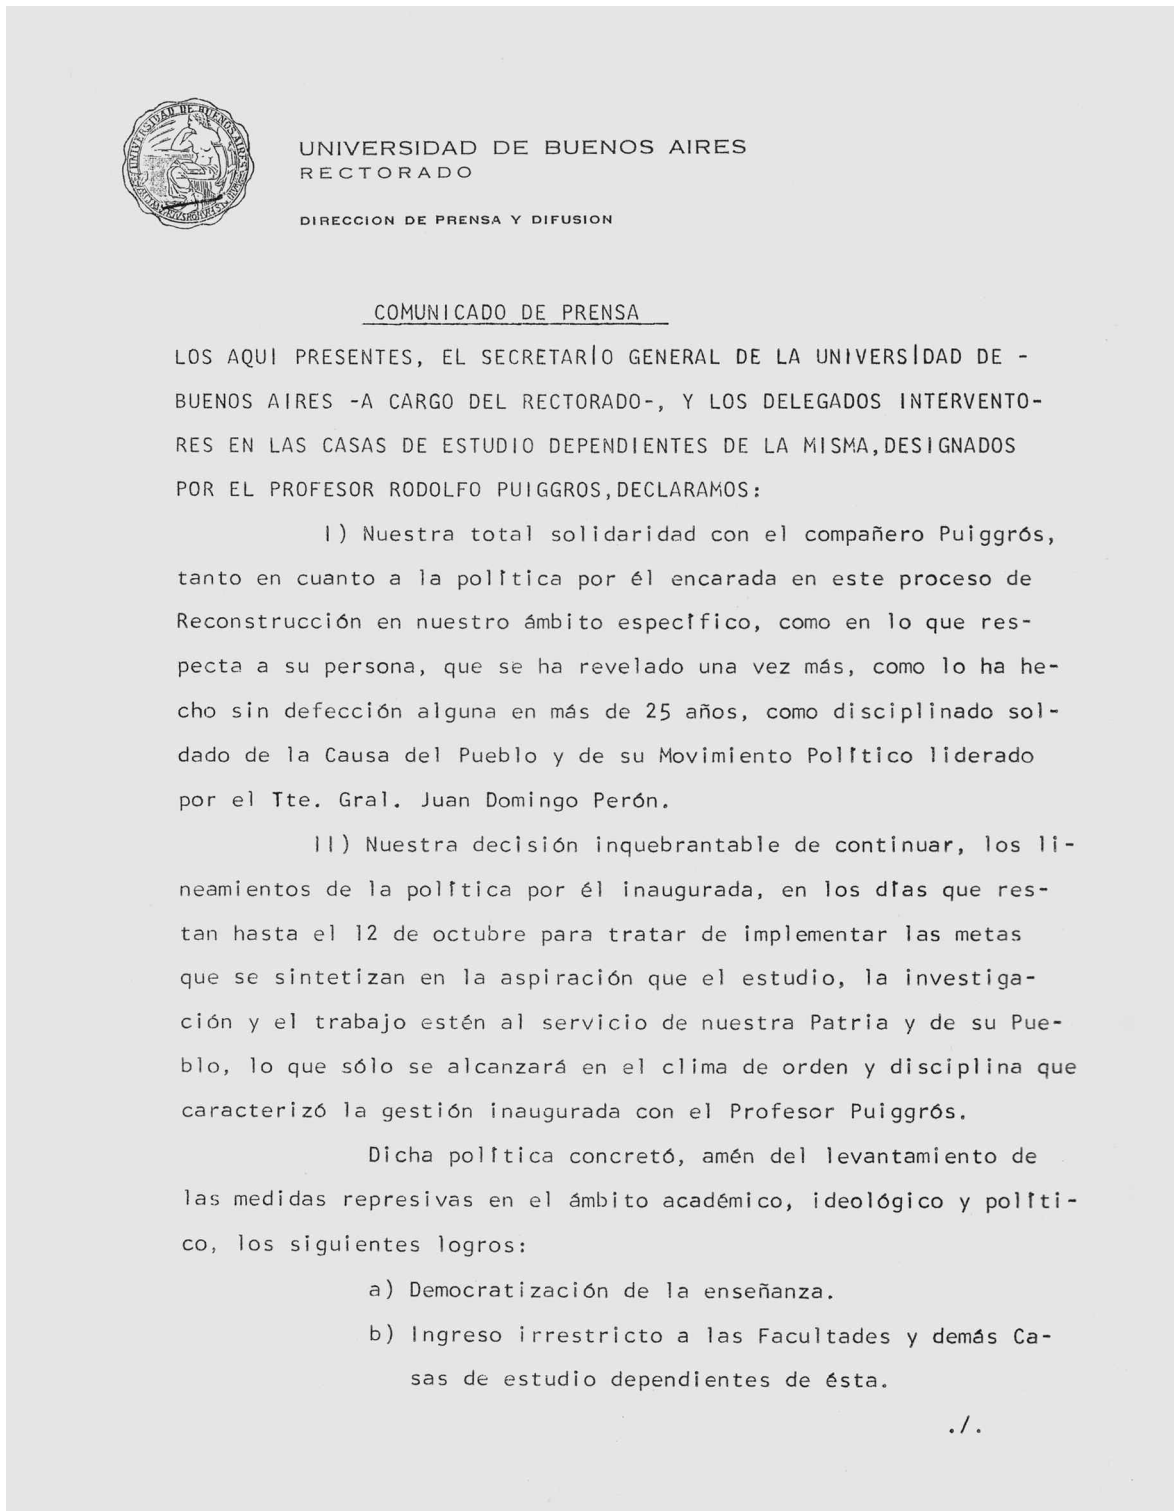 UNIVERSIDAD DE BUENOS AIRES
UNIVERSIDAD DE BUENOS AIRES
RECTORADO
DIRECCION DE PRENSA Y DIFUSION
COMUNICADO DE PRENSA
LOS AQUI PRESENTES, EL SECRETARIO GENERAL DE LA UNIVERSIDAD DE -
BUENOS AIRES -A CARGO DEL RECTORADO-, Y LOS DELEGADOS INTERVENTO-
RES EN LAS CASAS DE ESTUDIO DEPENDIENTES DE LA MISMA,DESIGNADOS
POR EL PROFESOR RODOLFO PUIGGROS,DECLARAMOS:
I) Nuestra total solidaridad con el compañero Puiggrós,
tanto en cuanto a la política por él encarada en este proceso de
Reconstrucción en nuestro ámbito específico, como en lo que res-
pecta a su persona, que se ha revelado una vez más, como lo ha he-
cho sin defección alguna en más de 25 años, como disciplinado sol-
dado de la Causa del Pueblo y de su Movimiento Político liderado
por el Tte. Gral. Juan Domingo Perón.
II) Nuestra decisión inquebrantable de continuar, los li-
neamientos de la política por él inaugurada, en los días que res-
tan hasta el 12 de octubre para tratar de implementar las metas
que se sintetizan en la aspiración que el estudio, la investiga-
ción y el trabajo estén al servicio de nuestra Patria y de su Pue-
blo, lo que sólo se alcanzará en el clima de orden y disciplina que
caracterizó la gestión inaugurada con el Profesor Puiggrós.
Dicha política concretó, amén del levantamiento de
las medidas represivas en el ámbito académico, ideológico y políti-
co, los siguientes logros:
a) Democratización de la enseñanza.
b) Ingreso irrestricto a las Facultades y demás Ca-
sas de estudio dependientes de ésta.
./.